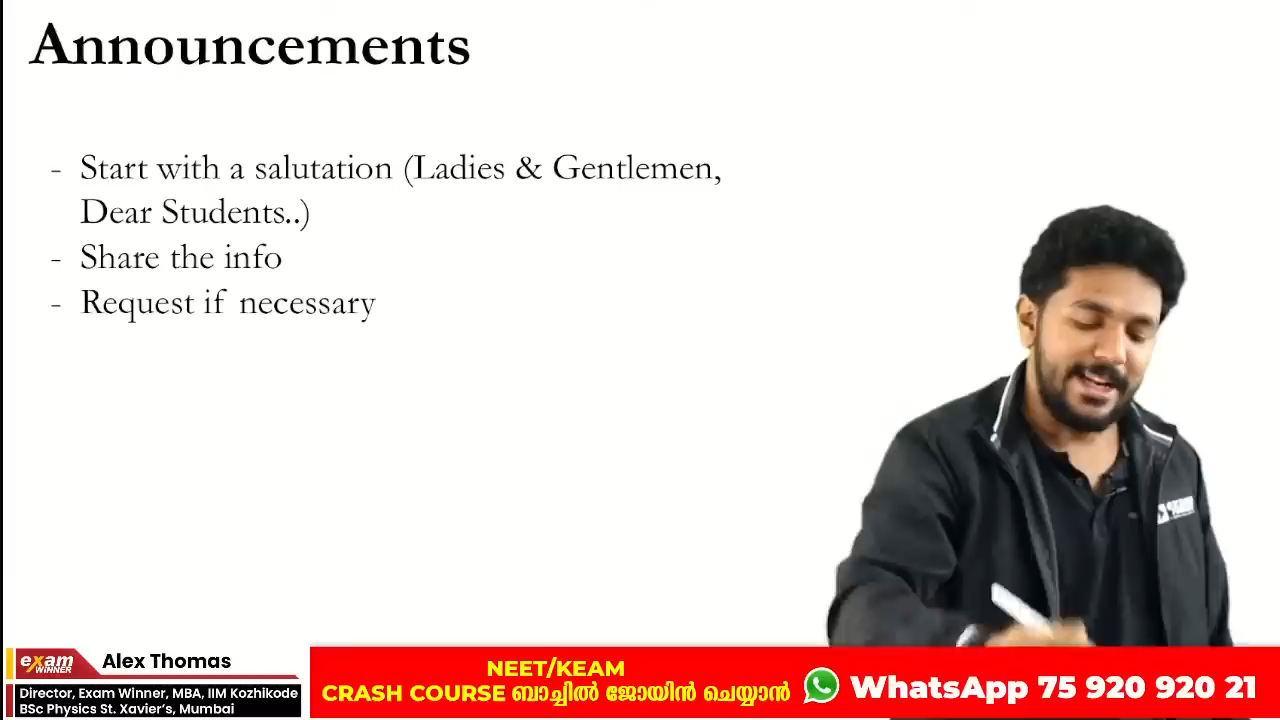 Announcements
- Start with a salutation (Ladies & Gentlemen,
Dear Students..)
- Share the info
- Request if necessary
exam
WINNER
Alex Thomas
Director, Exam Winner, MBA, IIM Kozhikode
BSc Physics St. Xavier's, Mumbai
NEET/KEAM
CRASH COURSE ബാച്ചിൽ ജോയിൻ ചെയ്യാൻ
WhatsApp 75 920 920 21